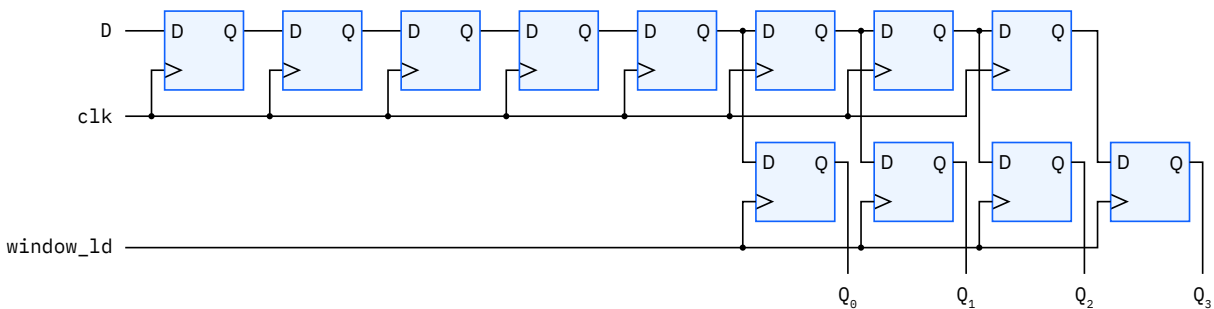 D D Q D Q D Q D Q D Q D Q D Q D Q
clk
D Q D Q D Q D Q
window_ld
Q₀ Q₁ Q₂ Q₃